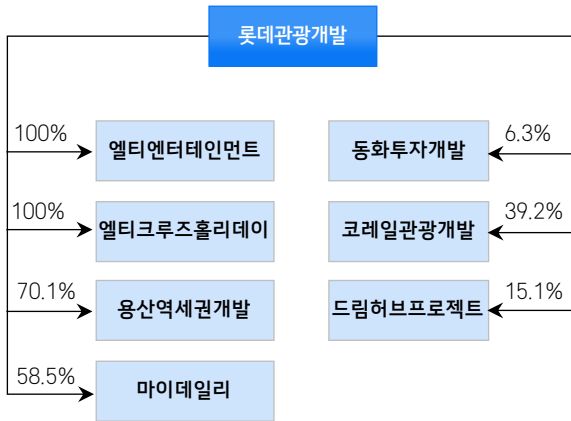 롯데관광개발
100%
엘티엔터테인먼트
6.3%
동화투자개발
100%
엘티크루즈홀리데이
39.2%
코레일관광개발
70.1%
용산역세권개발
15.1%
드림허브프로젝트
58.5%
마이데일리